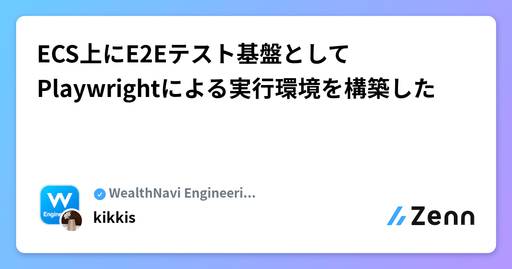 ECS上にE2Eテスト基盤として
Playwrightによる実行環境を構築した
W
Engineering
WealthNavi Engineeri...
kikkis
Zenn